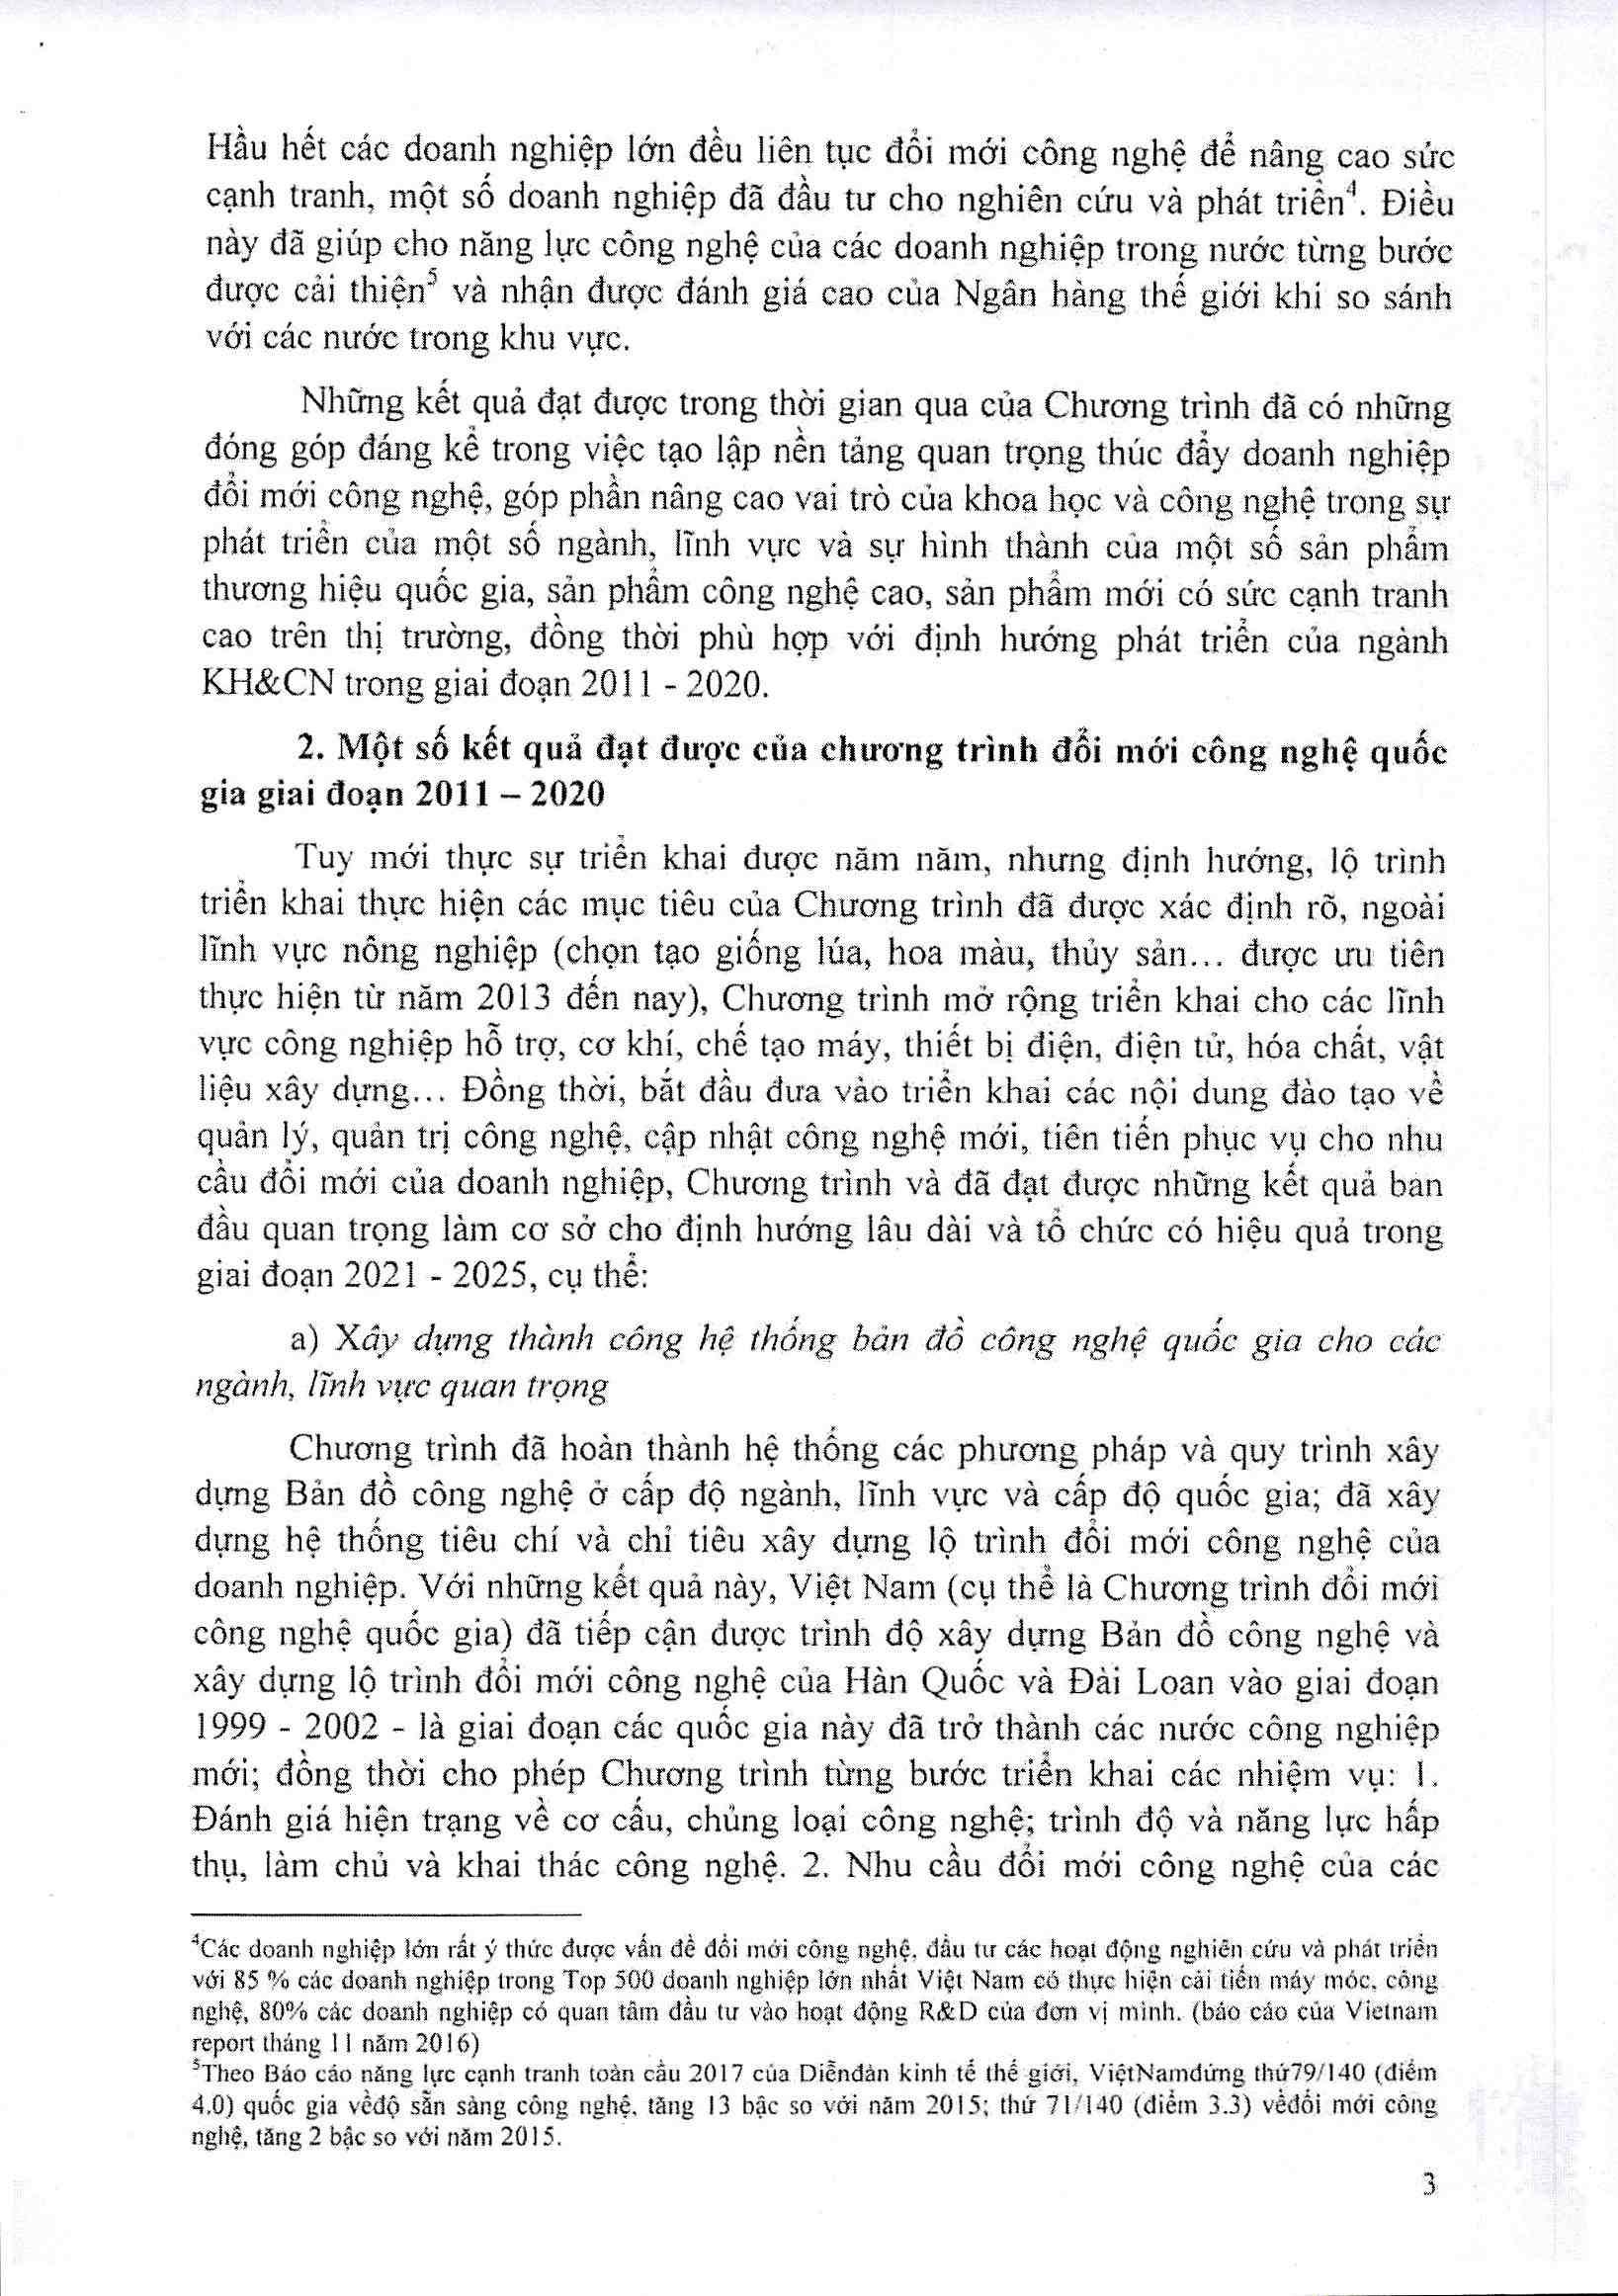 Hầu hết các doanh nghiệp lớn đều liên tục đổi mới công nghệ để nâng cao sức
cạnh tranh, một số doanh nghiệp đã đầu tư cho nghiên cứu và phát triển⁴. Điều
này đã giúp cho năng lực công nghệ của các doanh nghiệp trong nước từng bước
được cải thiện⁵ và nhận được đánh giá cao của Ngân hàng thế giới khi so sánh
với các nước trong khu vực.
Những kết quả đạt được trong thời gian qua của Chương trình đã có những
đóng góp đáng kể trong việc tạo lập nền tảng quan trọng thúc đẩy doanh nghiệp
đổi mới công nghệ, góp phần nâng cao vai trò của khoa học và công nghệ trong sự
phát triển của một số ngành, lĩnh vực và sự hình thành của một số sản phẩm
thương hiệu quốc gia, sản phẩm công nghệ cao, sản phẩm mới có sức cạnh tranh
cao trên thị trường, đồng thời phù hợp với định hướng phát triển của ngành
KH&CN trong giai đoạn 2011 - 2020.
2. Một số kết quả đạt được của chương trình đổi mới công nghệ quốc
gia giai đoạn 2011 – 2020
Tuy mới thực sự triển khai được năm năm, nhưng định hướng, lộ trình
triển khai thực hiện các mục tiêu của Chương trình đã được xác định rõ, ngoài
lĩnh vực nông nghiệp (chọn tạo giống lúa, hoa màu, thủy sản... được ưu tiên
thực hiện từ năm 2013 đến nay), Chương trình mở rộng triển khai cho các lĩnh
vực công nghiệp hỗ trợ, cơ khí, chế tạo máy, thiết bị điện, điện tử, hóa chất, vật
liệu xây dựng... Đồng thời, bắt đầu đưa vào triển khai các nội dung đào tạo về
quản lý, quản trị công nghệ, cập nhật công nghệ mới, tiên tiến phục vụ cho nhu
cầu đổi mới của doanh nghiệp, Chương trình và đã đạt được những kết quả ban
đầu quan trọng làm cơ sở cho định hướng lâu dài và tổ chức có hiệu quả trong
giai đoạn 2021 - 2025, cụ thể:
a) Xây dựng thành công hệ thống bản đồ công nghệ quốc gia cho các
ngành, lĩnh vực quan trọng
Chương trình đã hoàn thành hệ thống các phương pháp và quy trình xây
dựng Bản đồ công nghệ ở cấp độ ngành, lĩnh vực và cấp độ quốc gia; đã xây
dựng hệ thống tiêu chí và chỉ tiêu xây dựng lộ trình đổi mới công nghệ của
doanh nghiệp. Với những kết quả này, Việt Nam (cụ thể là Chương trình đổi mới
công nghệ quốc gia) đã tiếp cận được trình độ xây dựng Bản đồ công nghệ và
xây dựng lộ trình đổi mới công nghệ của Hàn Quốc và Đài Loan vào giai đoạn
1999 - 2002 - là giai đoạn các quốc gia này đã trở thành các nước công nghiệp
mới; đồng thời cho phép Chương trình từng bước triển khai các nhiệm vụ: 1.
Đánh giá hiện trạng về cơ cấu, chủng loại công nghệ; trình độ và năng lực hấp
thụ, làm chủ và khai thác công nghệ. 2. Nhu cầu đổi mới công nghệ của các
⁴Các doanh nghiệp lớn rất ý thức được vấn đề đổi mới công nghệ, đầu tư các hoạt động nghiên cứu và phát triển
với 85 % các doanh nghiệp trong Top 500 doanh nghiệp lớn nhất Việt Nam có thực hiện cải tiến máy móc, công
nghệ, 80% các doanh nghiệp có quan tâm đầu tư vào hoạt động R&D của đơn vị mình. (báo cáo của Vietnam
report tháng 11 năm 2016)
⁵Theo Báo cáo năng lực cạnh tranh toàn cầu 2017 của Diễnđàn kinh tế thế giới, ViệtNamđứng thứ79/140 (điểm
4.0) quốc gia vềđộ sẵn sàng công nghệ, tăng 13 bậc so với năm 2015; thứ 71/140 (điểm 3.3) vềđổi mới công
nghệ, tăng 2 bậc so với năm 2015.
3